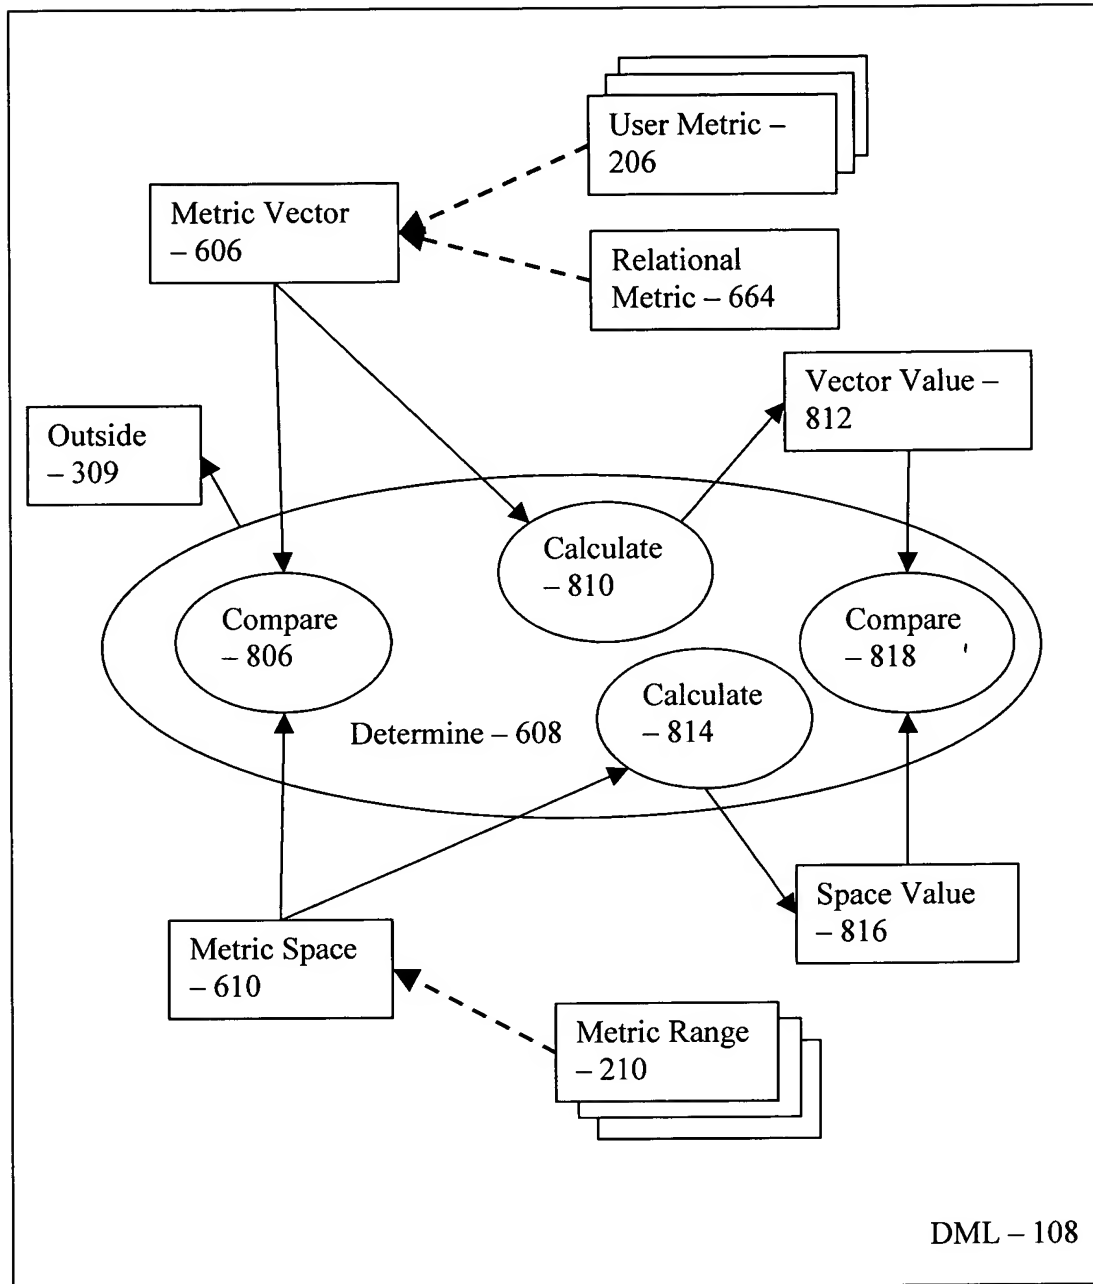 User Metric –
206
Metric Vector
– 606
Relational
Metric – 664
Vector Value –
812
Outside
– 309
Calculate
– 810
Compare
– 806
Compare
– 818
Calculate
– 814
Determine – 608
Space Value
– 816
Metric Space
– 610
Metric Range
– 210
DML – 108